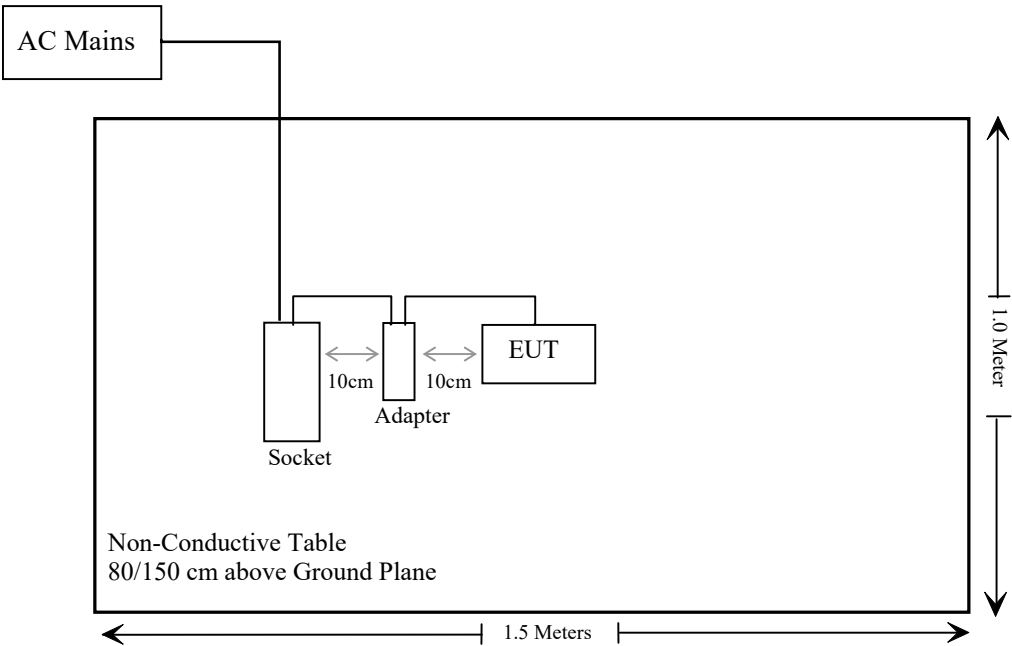 AC Mains
EUT
10cm
10cm
Adapter
Socket
1.0 Meter
Non-Conductive Table
80/150 cm above Ground Plane
1.5 Meters